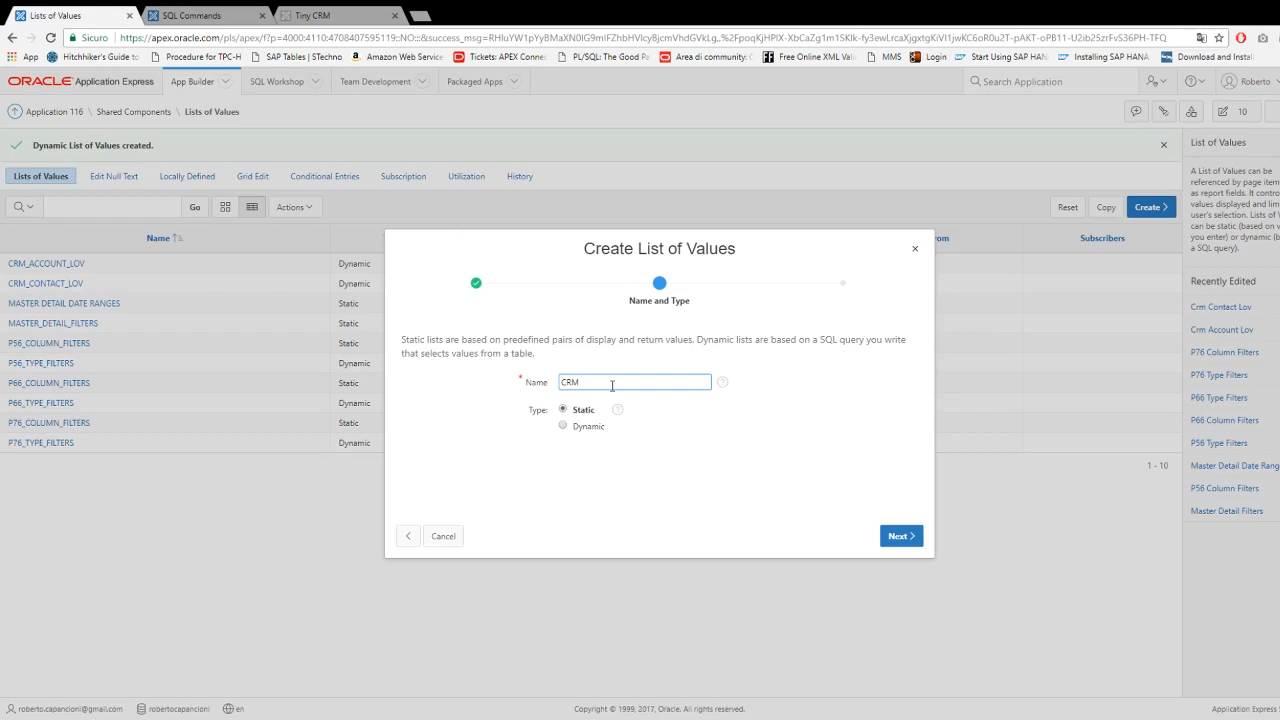 Lists of Values
SQL Commands
Tiny CRM
Sicuro
https://apex.oracle.com/pls/apex/f?p=4000:4110:4708407595119:NO:::&success_msg=
App
Hitchhiker's Guide to
Procedure for TPC-H
SAP Tables | STechno
Amazon Web Service
Tickets: APEX Connect
PL/SQL: The Good Pa
Area di community:
Free Online XML Vali
MMS
Login
Start Using SAP HAN
Installing SAP HANA
Download and Install
ORACLE Application Express
App Builder
SQL Workshop
Team Development
Packaged Apps
Search Application
Roberto
Application 116 \ Shared Components \ Lists of Values
10
Dynamic List of Values created.
List of Values
Lists of Values
Edit Null Text
Locally Defined
Grid Edit
Conditional Entries
Subscription
Utilization
History
A List of Values can be
referenced by page item
as report fields. It contro
values displayed and lim
user's selection. Lists of
can be static (based on v
you enter) or dynamic (b
a SQL query).
Go
Actions
Reset
Copy
Create
Name
om
Subscribers
CRM_ACCOUNT_LOV
Dynamic
CRM_CONTACT_LOV
Dynamic
MASTER DETAIL DATE RANGES
Static
MASTER_DETAIL_FILTERS
Static
P56_COLUMN_FILTERS
Static
P56_TYPE_FILTERS
Dynamic
P66_COLUMN_FILTERS
Static
P66_TYPE_FILTERS
Dynamic
P76_COLUMN_FILTERS
Static
P76_TYPE_FILTERS
Dynamic
1 - 10
Recently Edited
Crm Contact Lov
Crm Account Lov
P76 Column Filters
P76 Type Filters
P66 Type Filters
P66 Column Filters
P56 Type Filters
Master Detail Date Rang
P56 Column Filters
Master Detail Filters
Create List of Values
Name and Type
Static lists are based on predefined pairs of display and return values. Dynamic lists are based on a SQL query you write
that selects values from a table.
* Name
CRM
Type:
Static
Dynamic
Cancel
Next
roberto.capancioni@gmail.com
robertocapancioni
en
Copyright © 1999, 2017, Oracle. All rights reserved.
Application Express 5